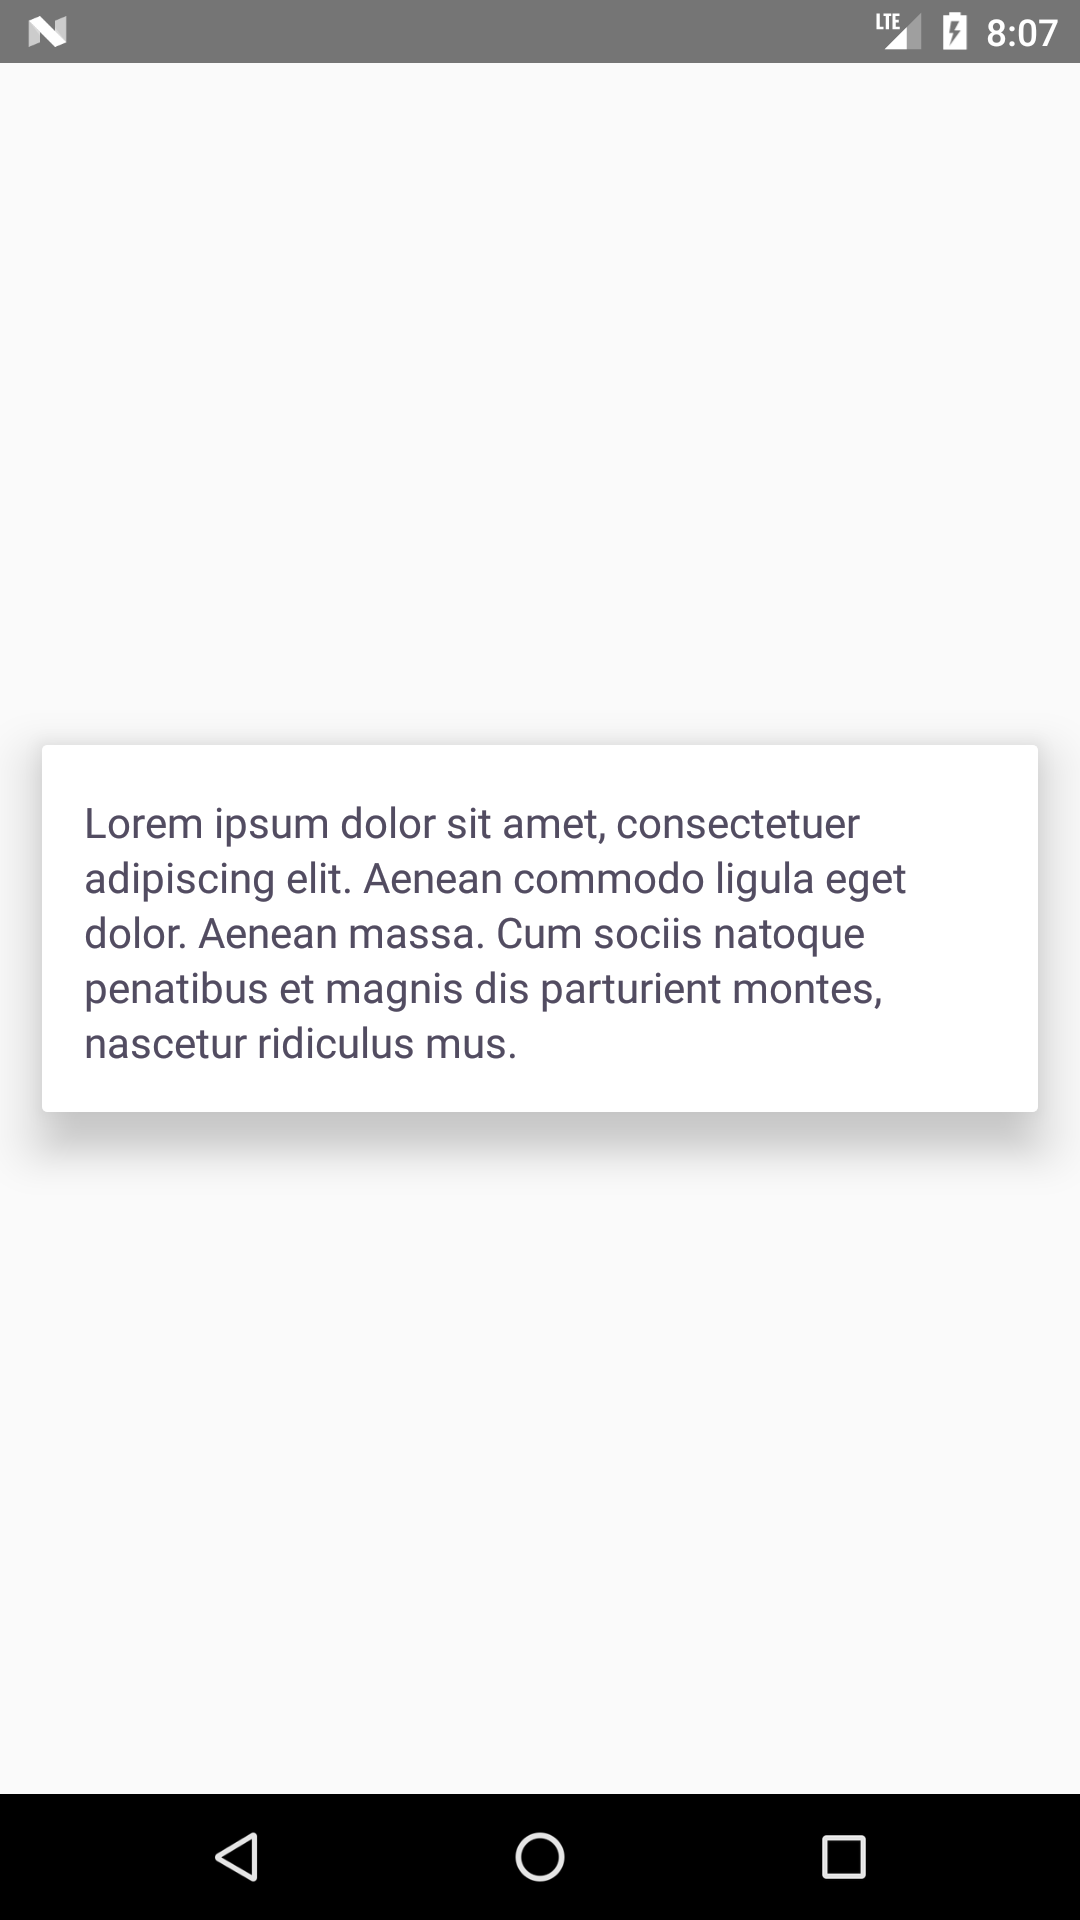 LTE 8:07
Lorem ipsum dolor sit amet, consectetuer
adipiscing elit. Aenean commodo ligula eget
dolor. Aenean massa. Cum sociis natoque
penatibus et magnis dis parturient montes,
nascetur ridiculus mus.